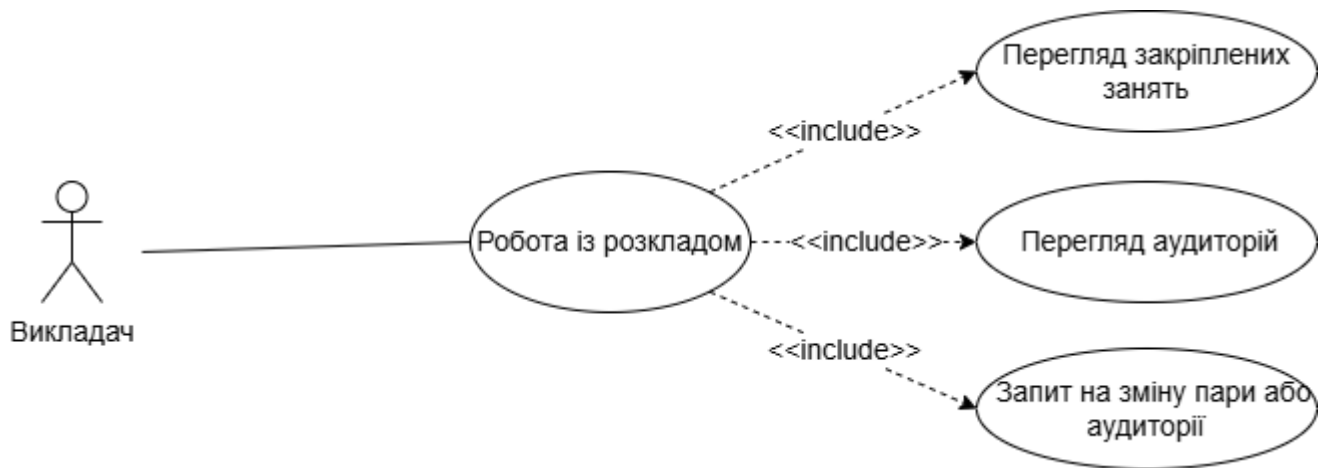 Перегляд закріплених
занять
<<include>>
Робота із розкладом
<<include>>
Перегляд аудиторій
Викладач
<<include>>
Запит на зміну пари або
аудиторії